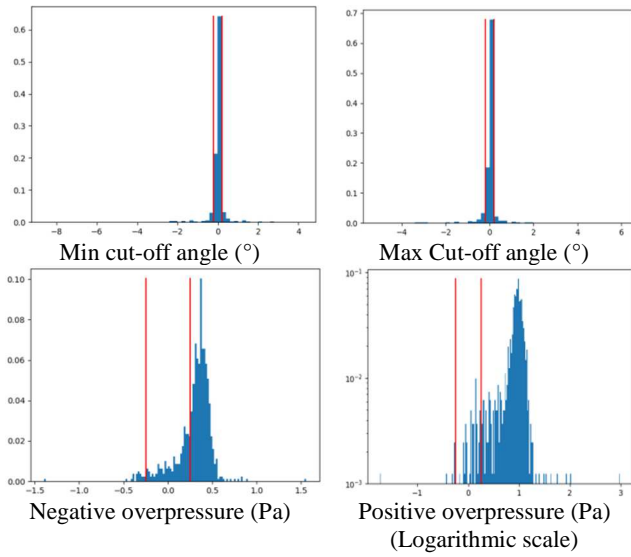 0.6
0.5
0.4
0.3
0.2
0.1
0.0
-8 -6 -4 -2 0 2 4
Min cut-off angle (°)
0.7
0.6
0.5
0.4
0.3
0.2
0.1
0.0
-6 -4 -2 0 2 4 6
Max Cut-off angle (°)
0.10
0.08
0.06
0.04
0.02
0.00
-1.5 -1.0 -0.5 0.0 0.5 1.0 1.5
Negative overpressure (Pa)
10⁻¹
10⁻²
10⁻³
-1 0 1 2 3
Positive overpressure (Pa)
(Logarithmic scale)